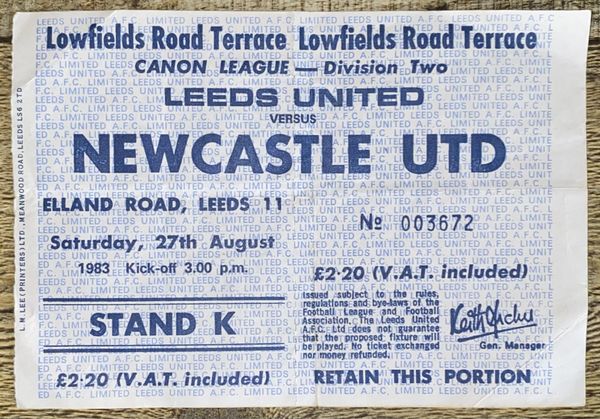 Lowfields Road Terrace Lowfields Road Terrace
CANON LEAGUE — Division Two
LEEDS UNITED
VERSUS
NEWCASTLE UTD
ELLAND ROAD, LEEDS 11
No 003672
Saturday, 27th August
1983 Kick-off 3.00 p.m.
£2·20 (V.A.T. included)
STAND K
Issued subject to the rules,
regulations and bye-laws of the
Football League and Football
Association. The Leeds United
A.F.C. Ltd does not guarantee
that the proposed fixture will
be played. No ticket exchanged
nor money refunded.
Gen. Manager
£2·20 (V.A.T. included)
RETAIN THIS PORTION
L. M. LEE (PRINTERS) LTD., MEANWOOD ROAD, LEEDS LS6 2TD
LEEDS UNITED A.F.C. LIMITED